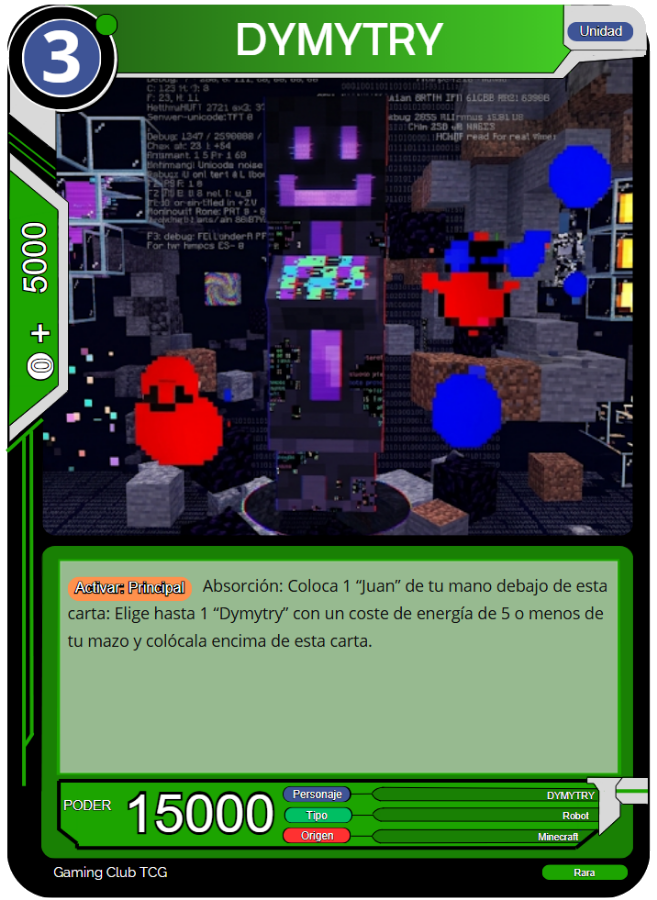 3
DYMYTRY
Unidad
0 + 5000
Activar: Principal Absorción: Coloca 1 “Juan” de tu mano debajo de esta
carta: Elige hasta 1 “Dymytry” con un coste de energía de 5 o menos de
tu mazo y colócala encima de esta carta.
PODER 15000
Personaje DYMYTRY
Tipo Robot
Origen Minecraft
Gaming Club TCG
Rara